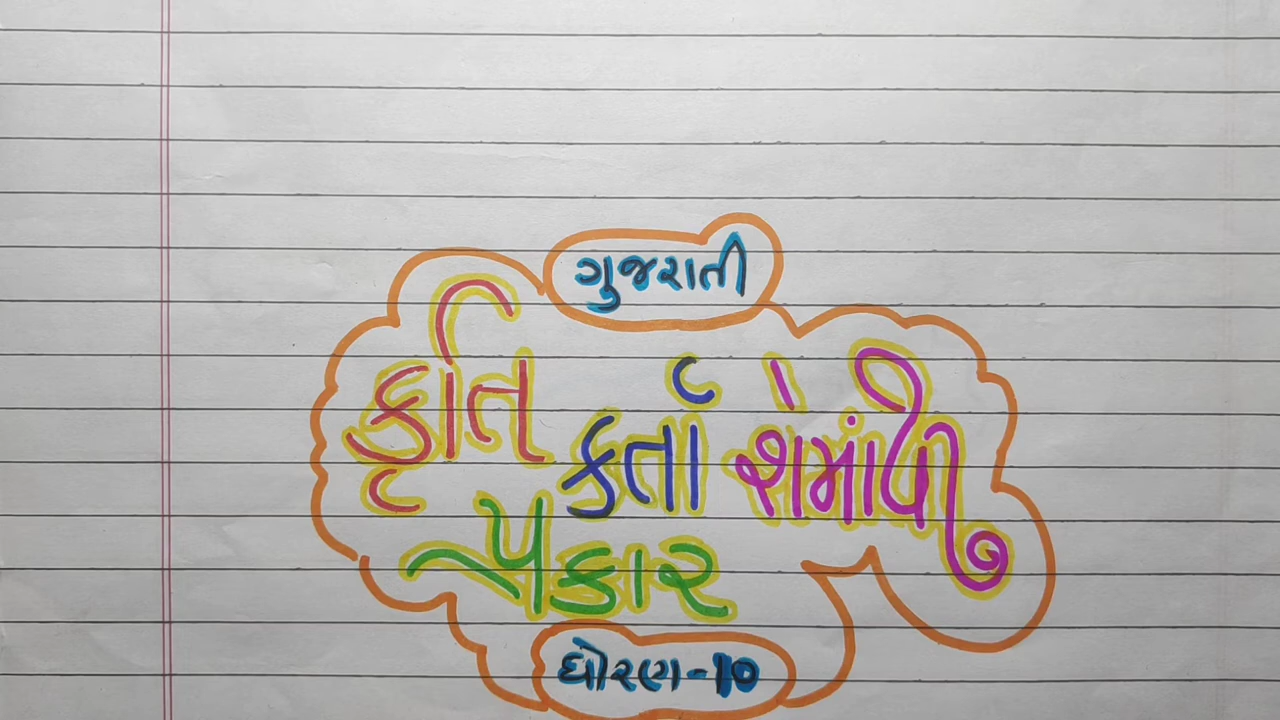 ગુજરાતી
કૃતિ
કર્તા શેમાંથી
પ્રકાર
ધોરણ-10